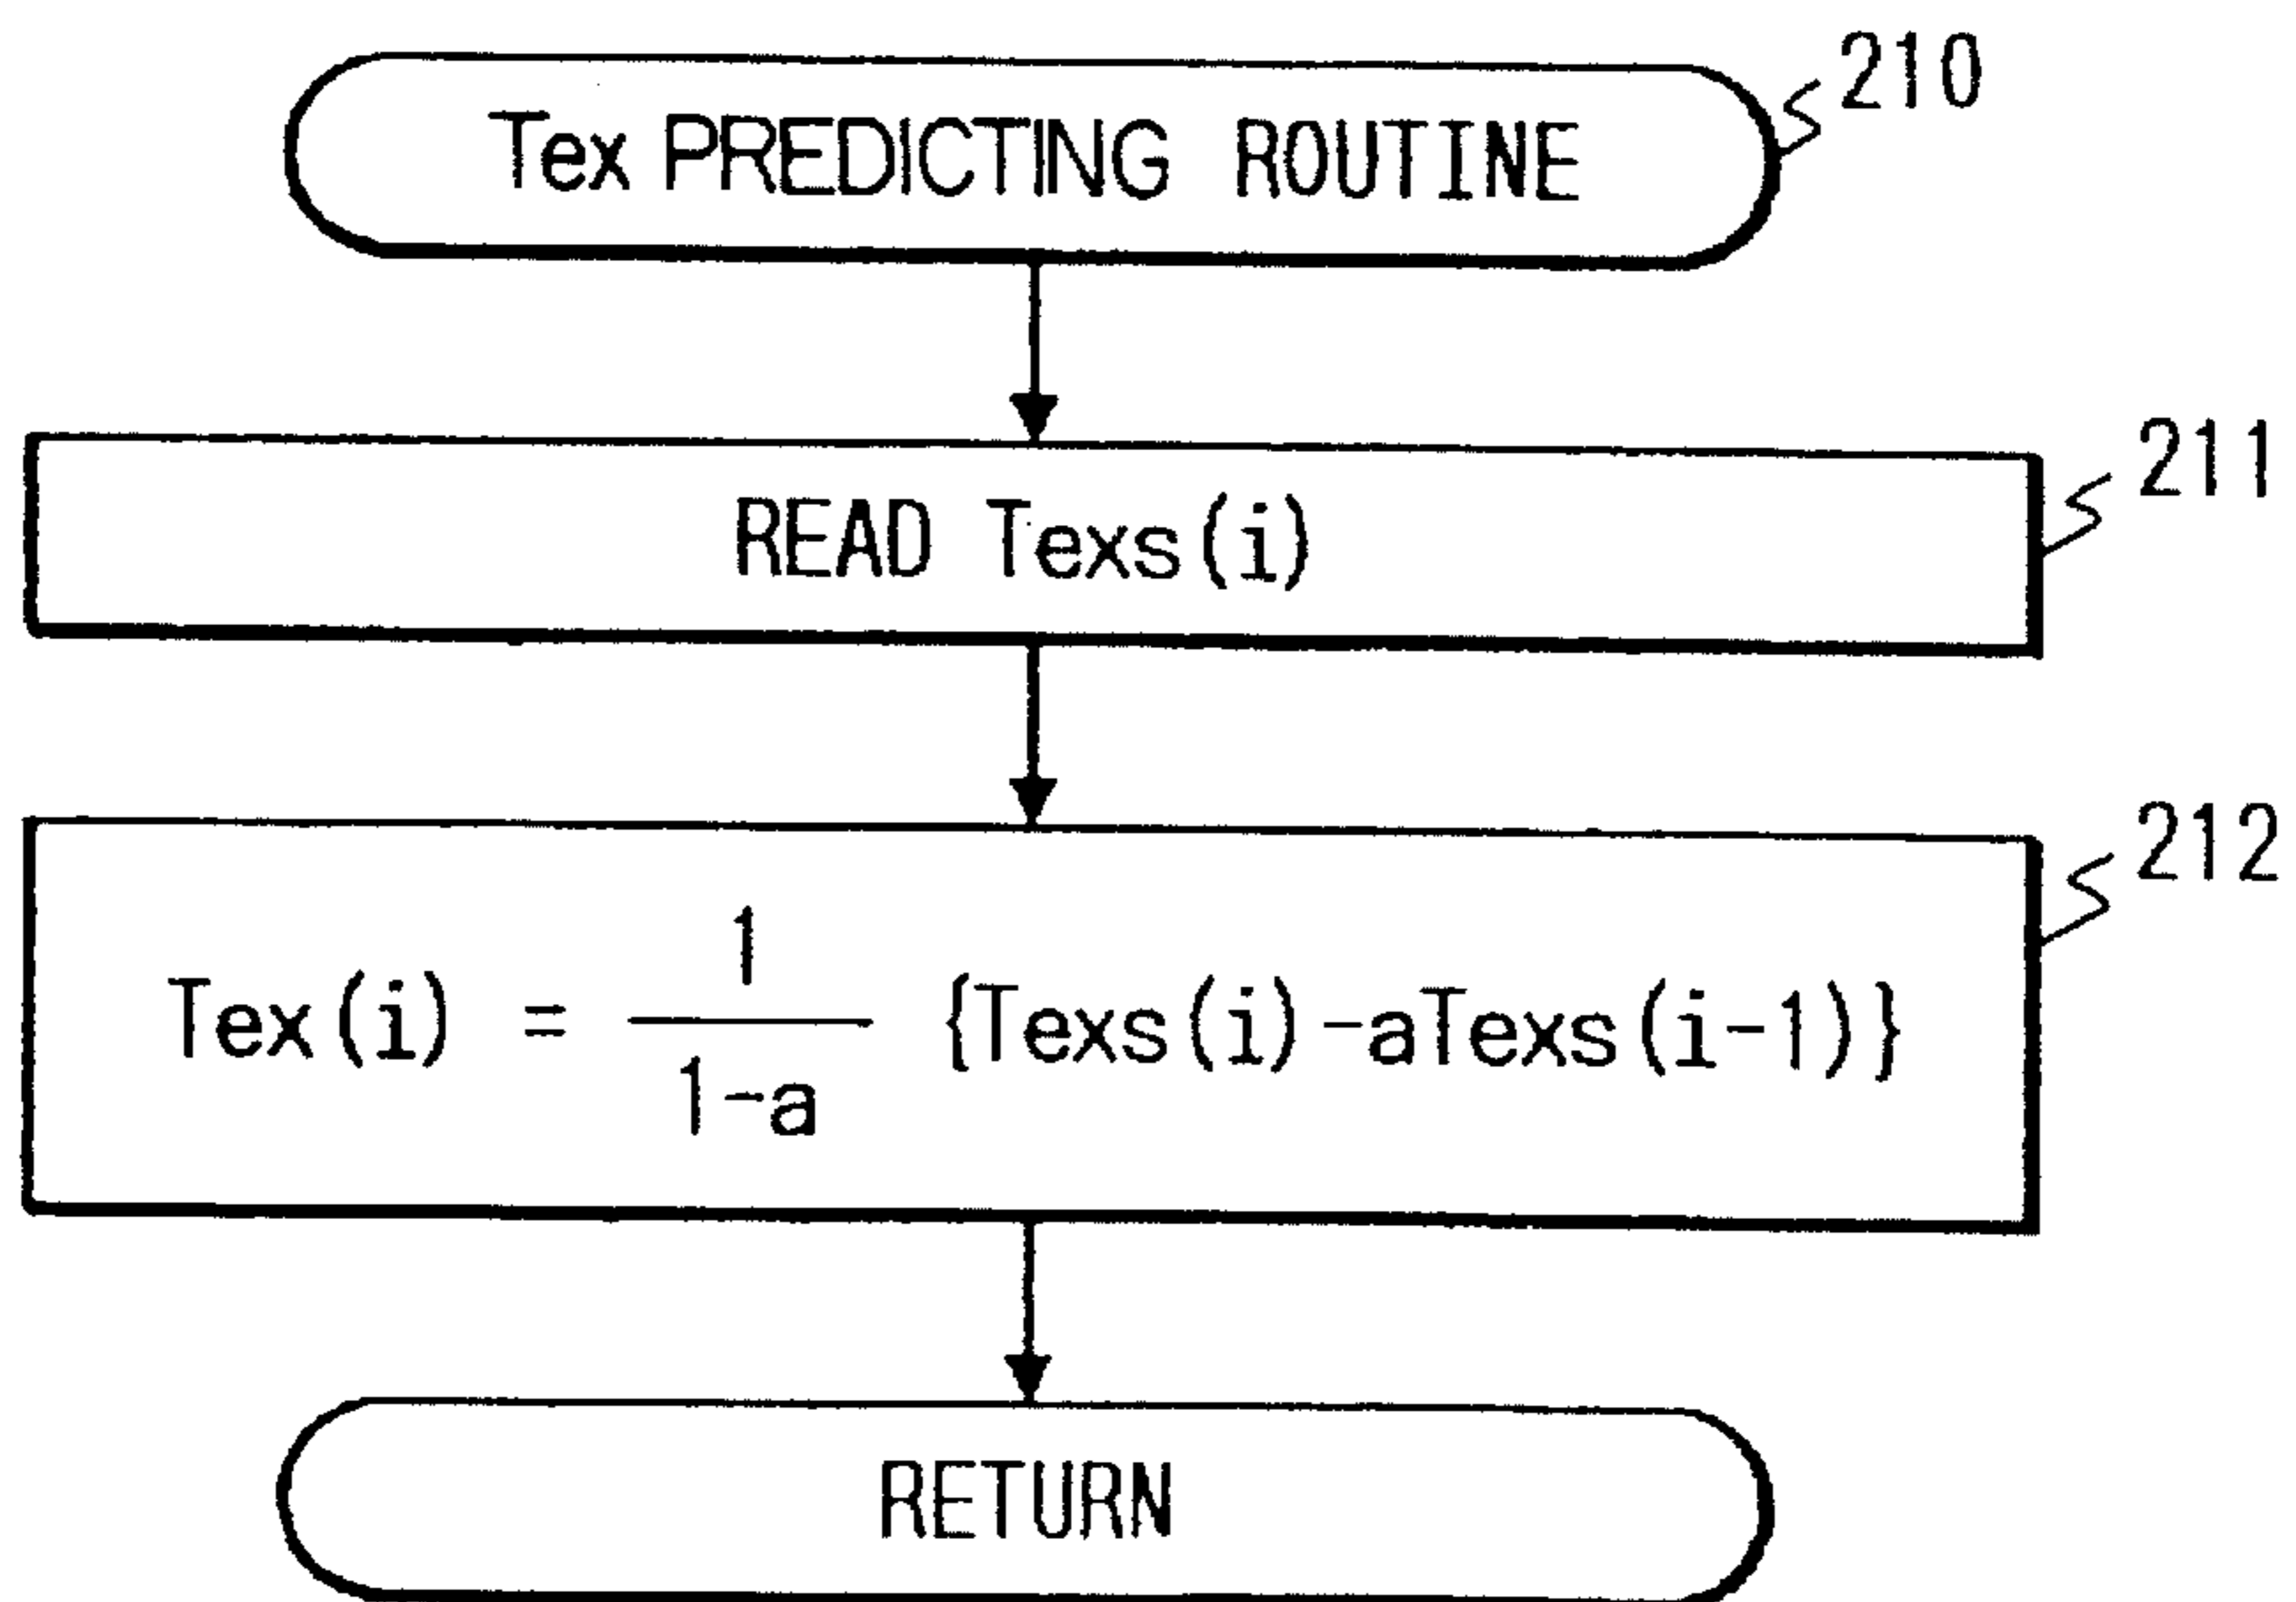 Tex PREDICTING ROUTINE
210
READ Texs(i)
211
212
Tex(i) = 1/(1-a) {Texs(i)-aTexs(i-1)}
RETURN